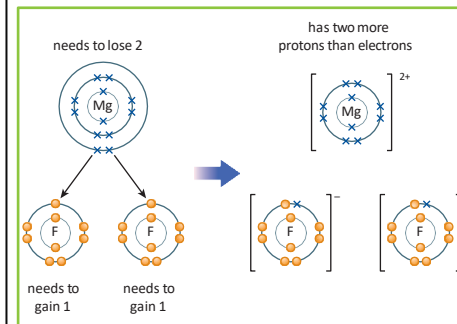 needs to lose 2
has two more
protons than electrons
Mg
Mg
2+
F
F
F
–
F
needs to
gain 1
needs to
gain 1